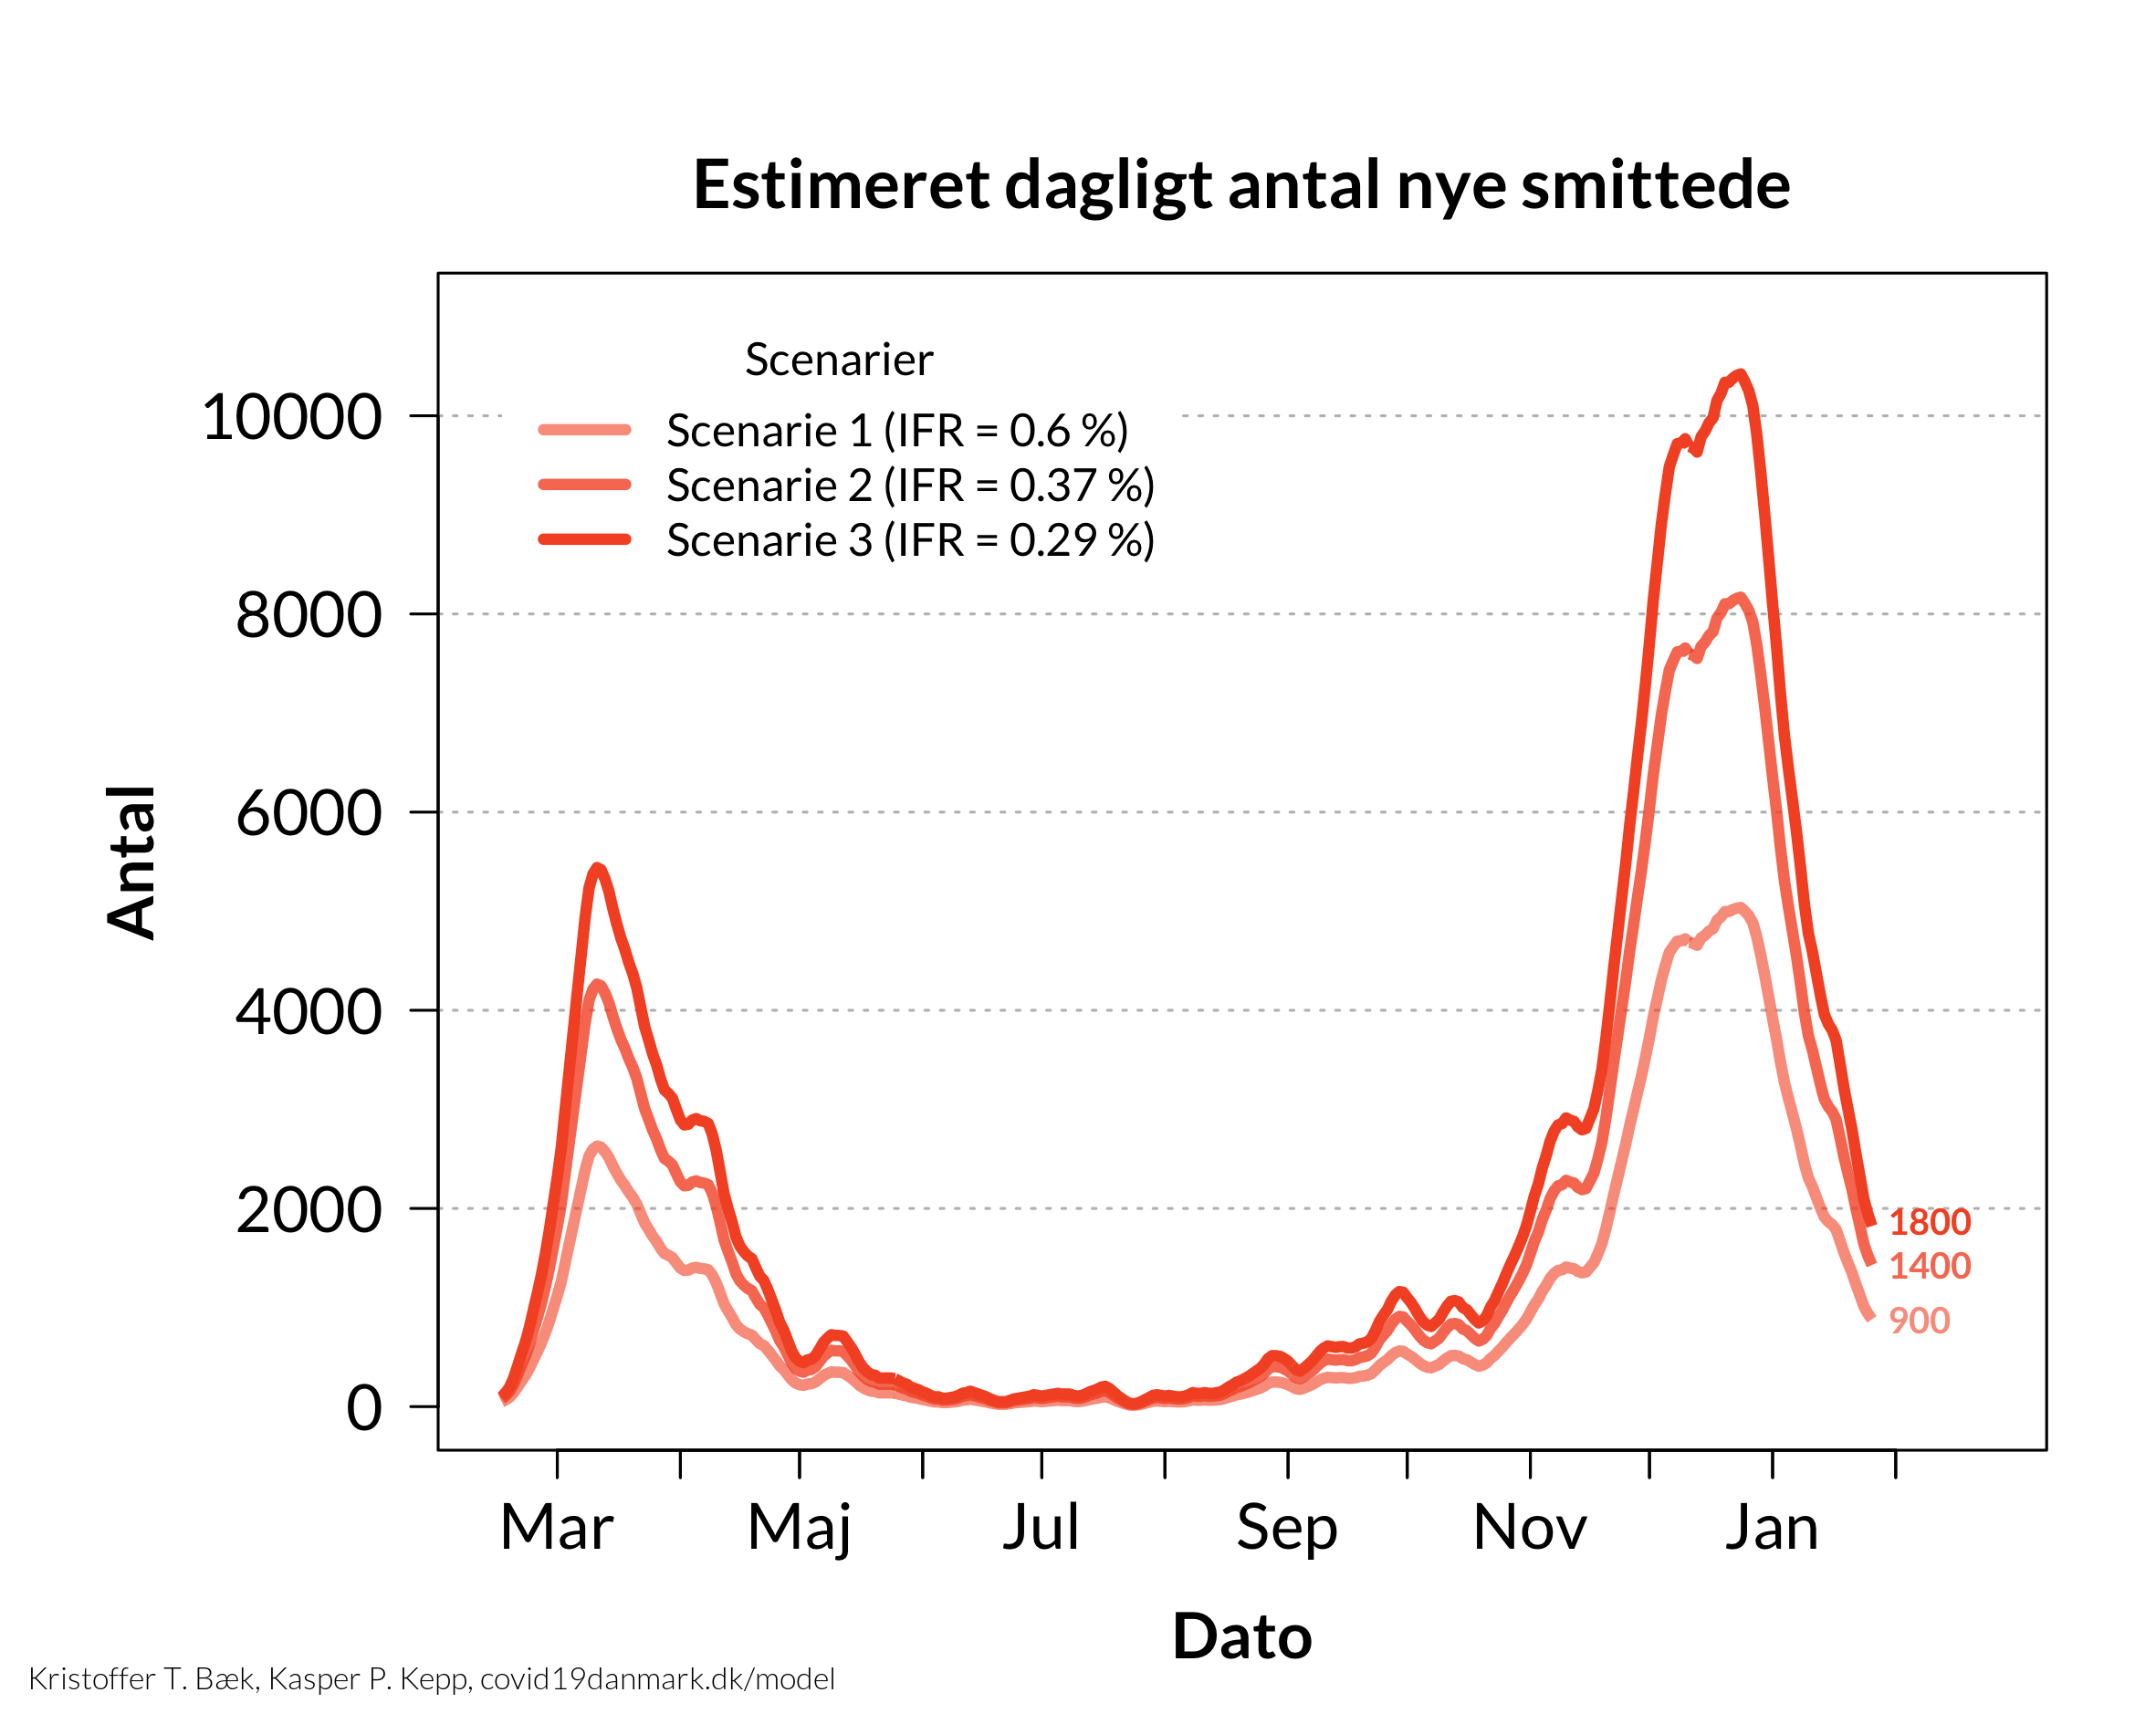 Estimeret dagligt antal nye smittede
Scenarier
Scenarie 1 (IFR = 0.6 %)
Scenarie 2 (IFR = 0.37 %)
Scenarie 3 (IFR = 0.29 %)
Antal
10000
8000
6000
4000
2000
0
1800
1400
900
Mar Maj Jul Sep Nov Jan
Dato
Kristoffer T. Bæk, Kasper P. Kepp, covid19danmark.dk/model